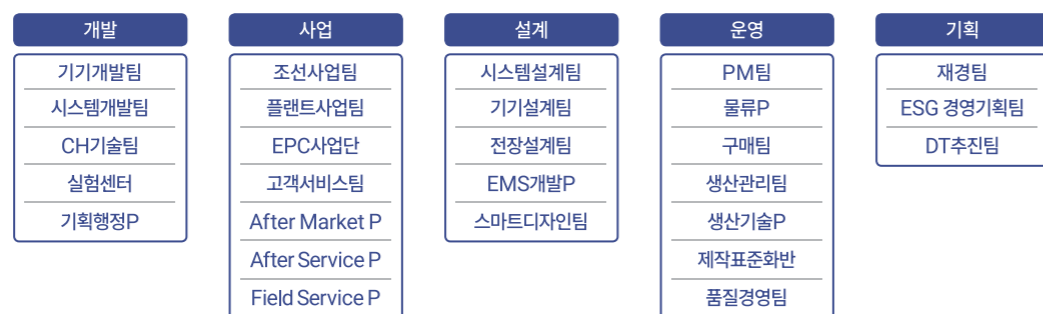 개발
기기개발팀
시스템개발팀
CH기술팀
실험센터
기획행정P
사업
조선사업팀
플랜트사업팀
EPC사업단
고객서비스팀
After Market P
After Service P
Field Service P
설계
시스템설계팀
기기설계팀
전장설계팀
EMS개발P
스마트디자인팀
운영
PM팀
물류P
구매팀
생산관리팀
생산기술P
제작표준화반
품질경영팀
기획
재경팀
ESG 경영기획팀
DT추진팀